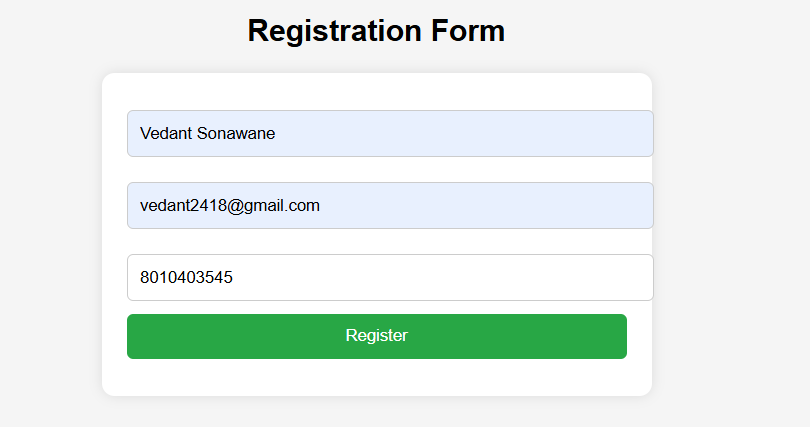 Registration Form
Vedant Sonawane
vedant2418@gmail.com
8010403545
Register